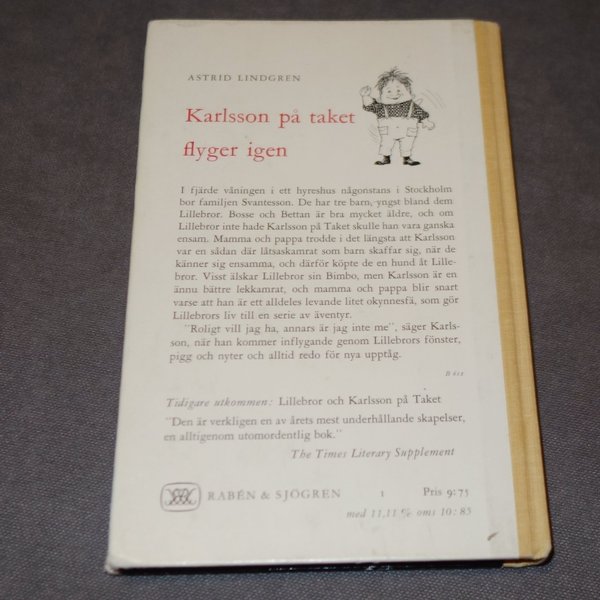 ASTRID LINDGREN
Karlsson på taket
flyger igen
I fjärde våningen i ett hyreshus någonstans i Stockholm
bor familjen Svantesson. De har tre barn, yngst bland dem
Lillebror. Bosse och Bettan är bra mycket äldre, och om
Lillebror inte hade Karlsson på Taket skulle han vara ganska
ensam. Mamma och pappa trodde i det längsta att Karlsson
var en sådan där låtsaskamrat som barn skaffar sig, när de
känner sig ensamma, och därför köpte de en hund åt Lille-
bror. Visst älskar Lillebror sin Bimbo, men Karlsson är en
ännu bättre lekkamrat, och mamma och pappa blir snart
varse att han är ett alldeles levande litet okynnesfä, som gör
Lillebrors liv till en serie av äventyr.
"Roligt vill jag ha, annars är jag inte me", säger Karls-
son, när han kommer inflygande genom Lillebrors fönster,
pigg och nyter och alltid redo för nya upptåg.
Tidigare utkommen: Lillebror och Karlsson på Taket
"Den är verkligen en av årets mest underhållande skapelser,
en alltigenom utomordentlig bok."
The Times Literary Supplement
RABÉN & SJÖGREN 1 Pris 9:75
med 11,11 % oms 10:85